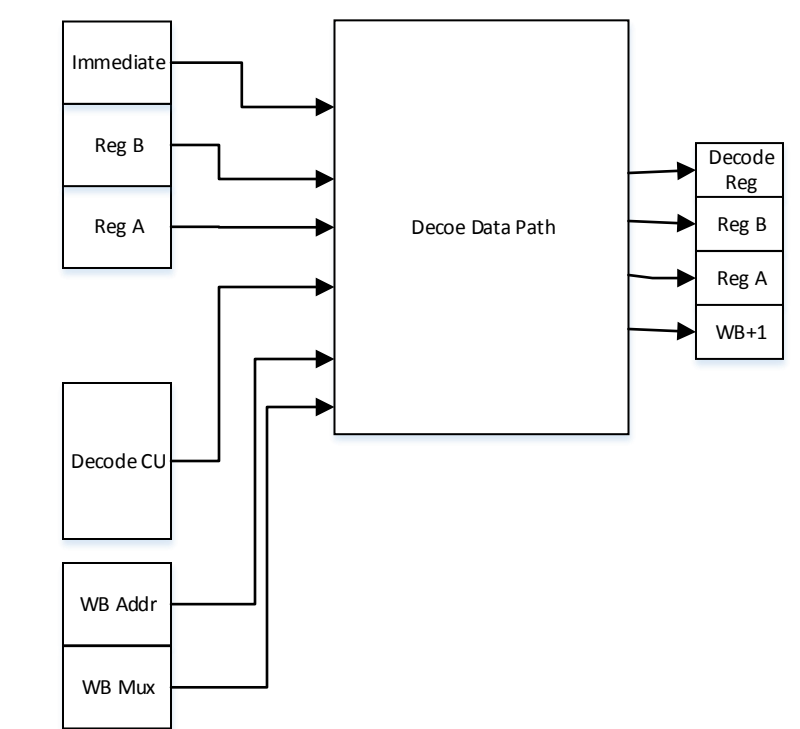 Immediate
Reg B
Reg A
Decode CU
WB Addr
WB Mux
Decoe Data Path
Decode
Reg
Reg B
Reg A
WB+1